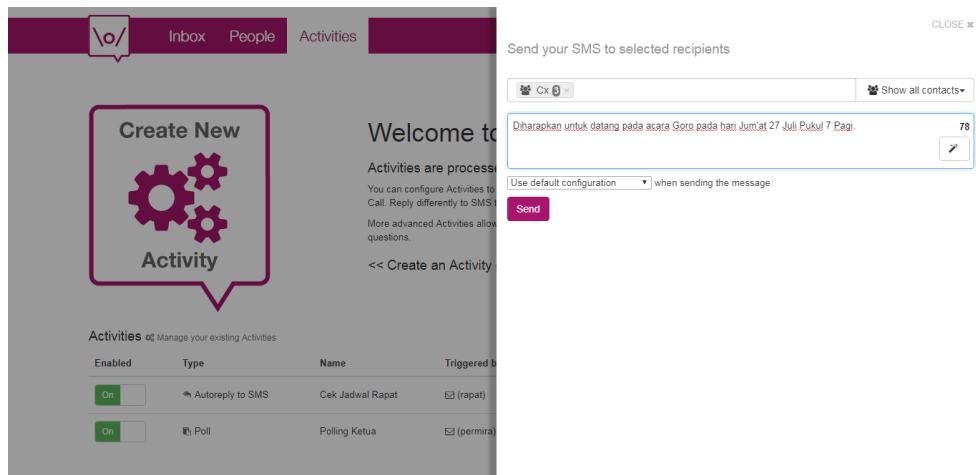 \o/
Inbox People Activities
Create New
Activity
Welcome to
Activities are processe
You can configure Activities to
Call. Reply differently to SMS t
More advanced Activities allow
questions.
<< Create an Activity
Activities Manage your existing Activities
Enabled Type Name Triggered b
On Autoreply to SMS Cek Jadwal Rapat (rapat)
On Poll Polling Ketua (permira)
CLOSE ×
Send your SMS to selected recipients
Cx 3 × Show all contacts
Diharapkan untuk datang pada acara Goro pada hari Jum'at 27 Juli Pukul 7 Pagi. 78
Use default configuration when sending the message
Send